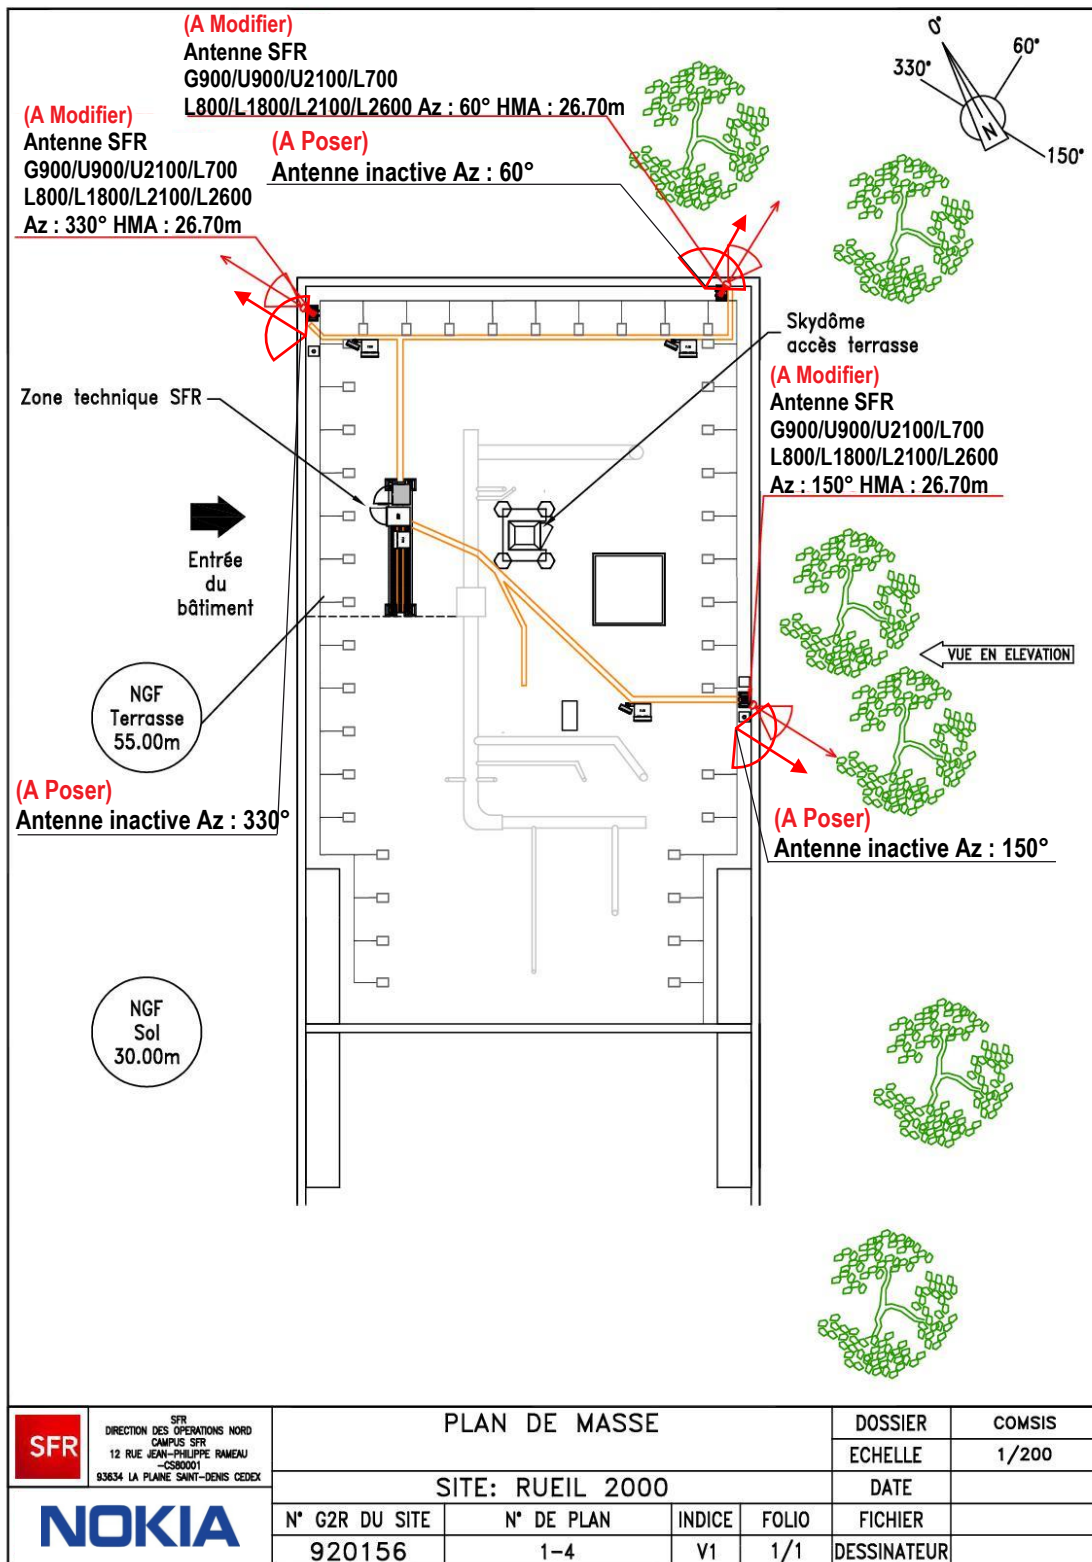 (A Modifier)
Antenne SFR
G900/U900/U2100/L700
L800/L1800/L2100/L2600 Az : 60° HMA : 26.70m
(A Modifier)
Antenne SFR
G900/U900/U2100/L700
L800/L1800/L2100/L2600
Az : 330° HMA : 26.70m
(A Poser)
Antenne inactive Az : 60°
0°
60°
330°
N
150°
Skydôme
accès terrasse
(A Modifier)
Antenne SFR
G900/U900/U2100/L700
L800/L1800/L2100/L2600
Az : 150° HMA : 26.70m
Zone technique SFR
Entrée
du
bâtiment
VUE EN ELEVATION
NGF
Terrasse
55.00m
(A Poser)
Antenne inactive Az : 330°
(A Poser)
Antenne inactive Az : 150°
NGF
Sol
30.00m
SFR
SFR
DIRECTION DES OPERATIONS NORD
CAMPUS SFR
12 RUE JEAN-PHILIPPE RAMEAU
-CS80001
93634 LA PLAINE SAINT-DENIS CEDEX
NOKIA
PLAN DE MASSE
SITE: RUEIL 2000
N° G2R DU SITE
N° DE PLAN
INDICE
FOLIO
920156
1-4
V1
1/1
DOSSIER
COMSIS
ECHELLE
1/200
DATE
FICHIER
DESSINATEUR